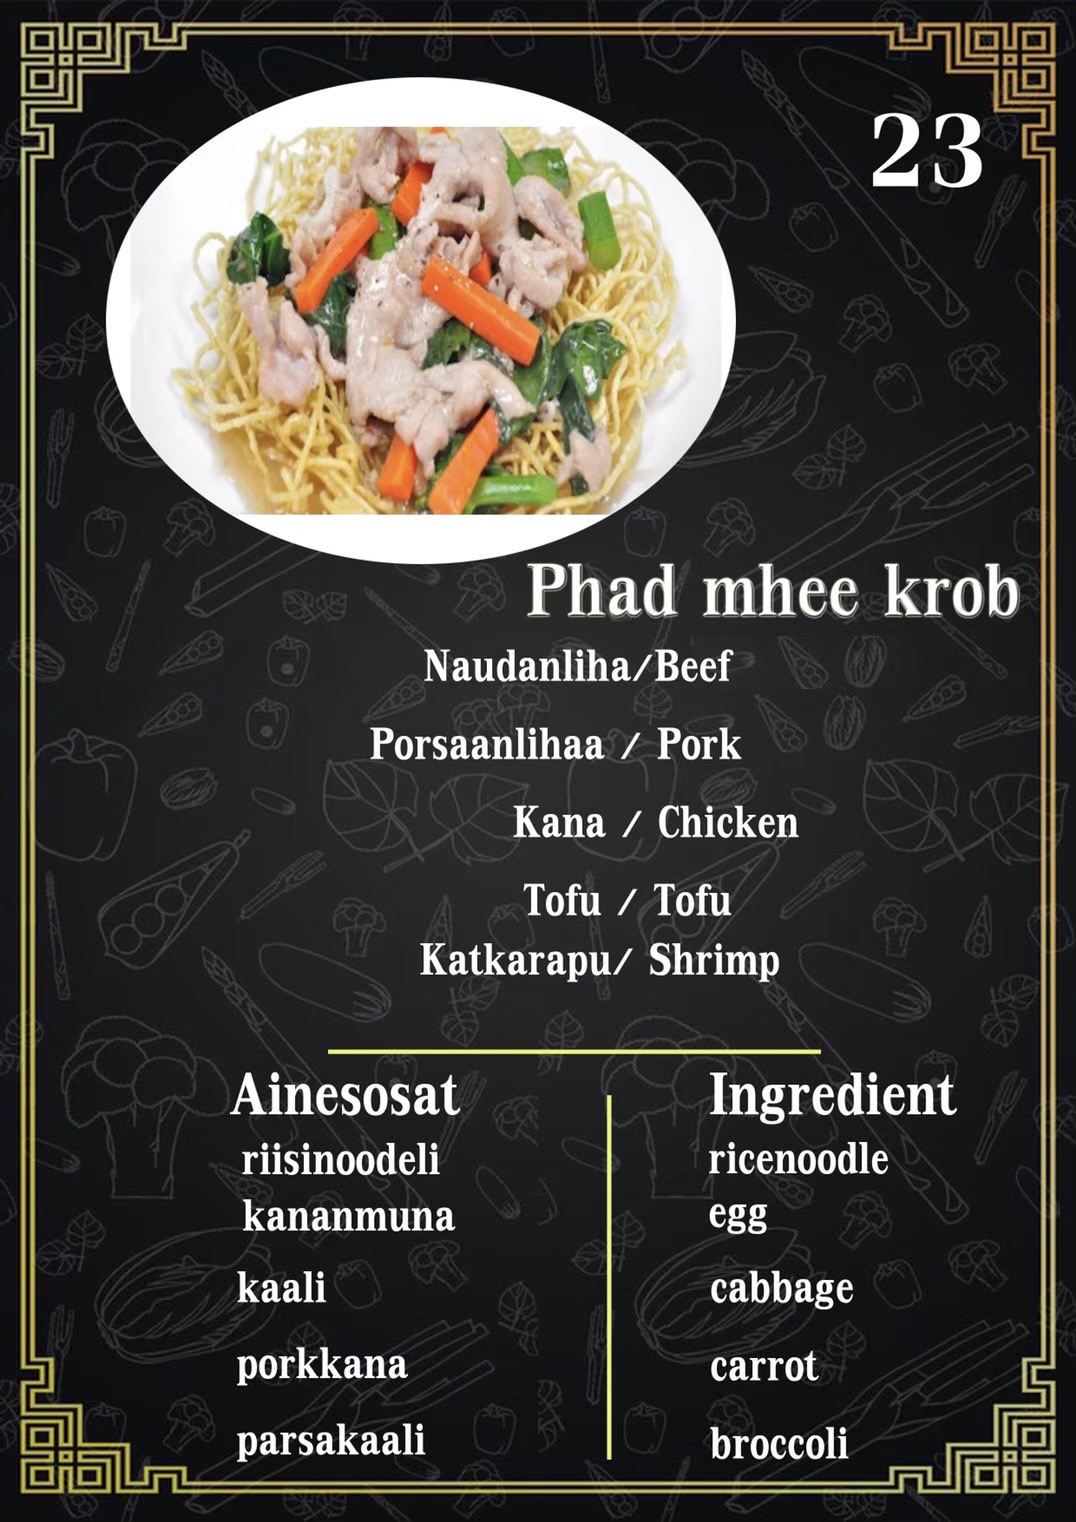 23
Phad mhee krob
Naudanliha/Beef
Porsaanlihaa / Pork
Kana / Chicken
Tofu / Tofu
Katkarapu/ Shrimp
Ainesosat
riisinoodeli
kananmuna
kaali
porkkana
parsakaali
Ingredient
ricenoodle
egg
cabbage
carrot
broccoli